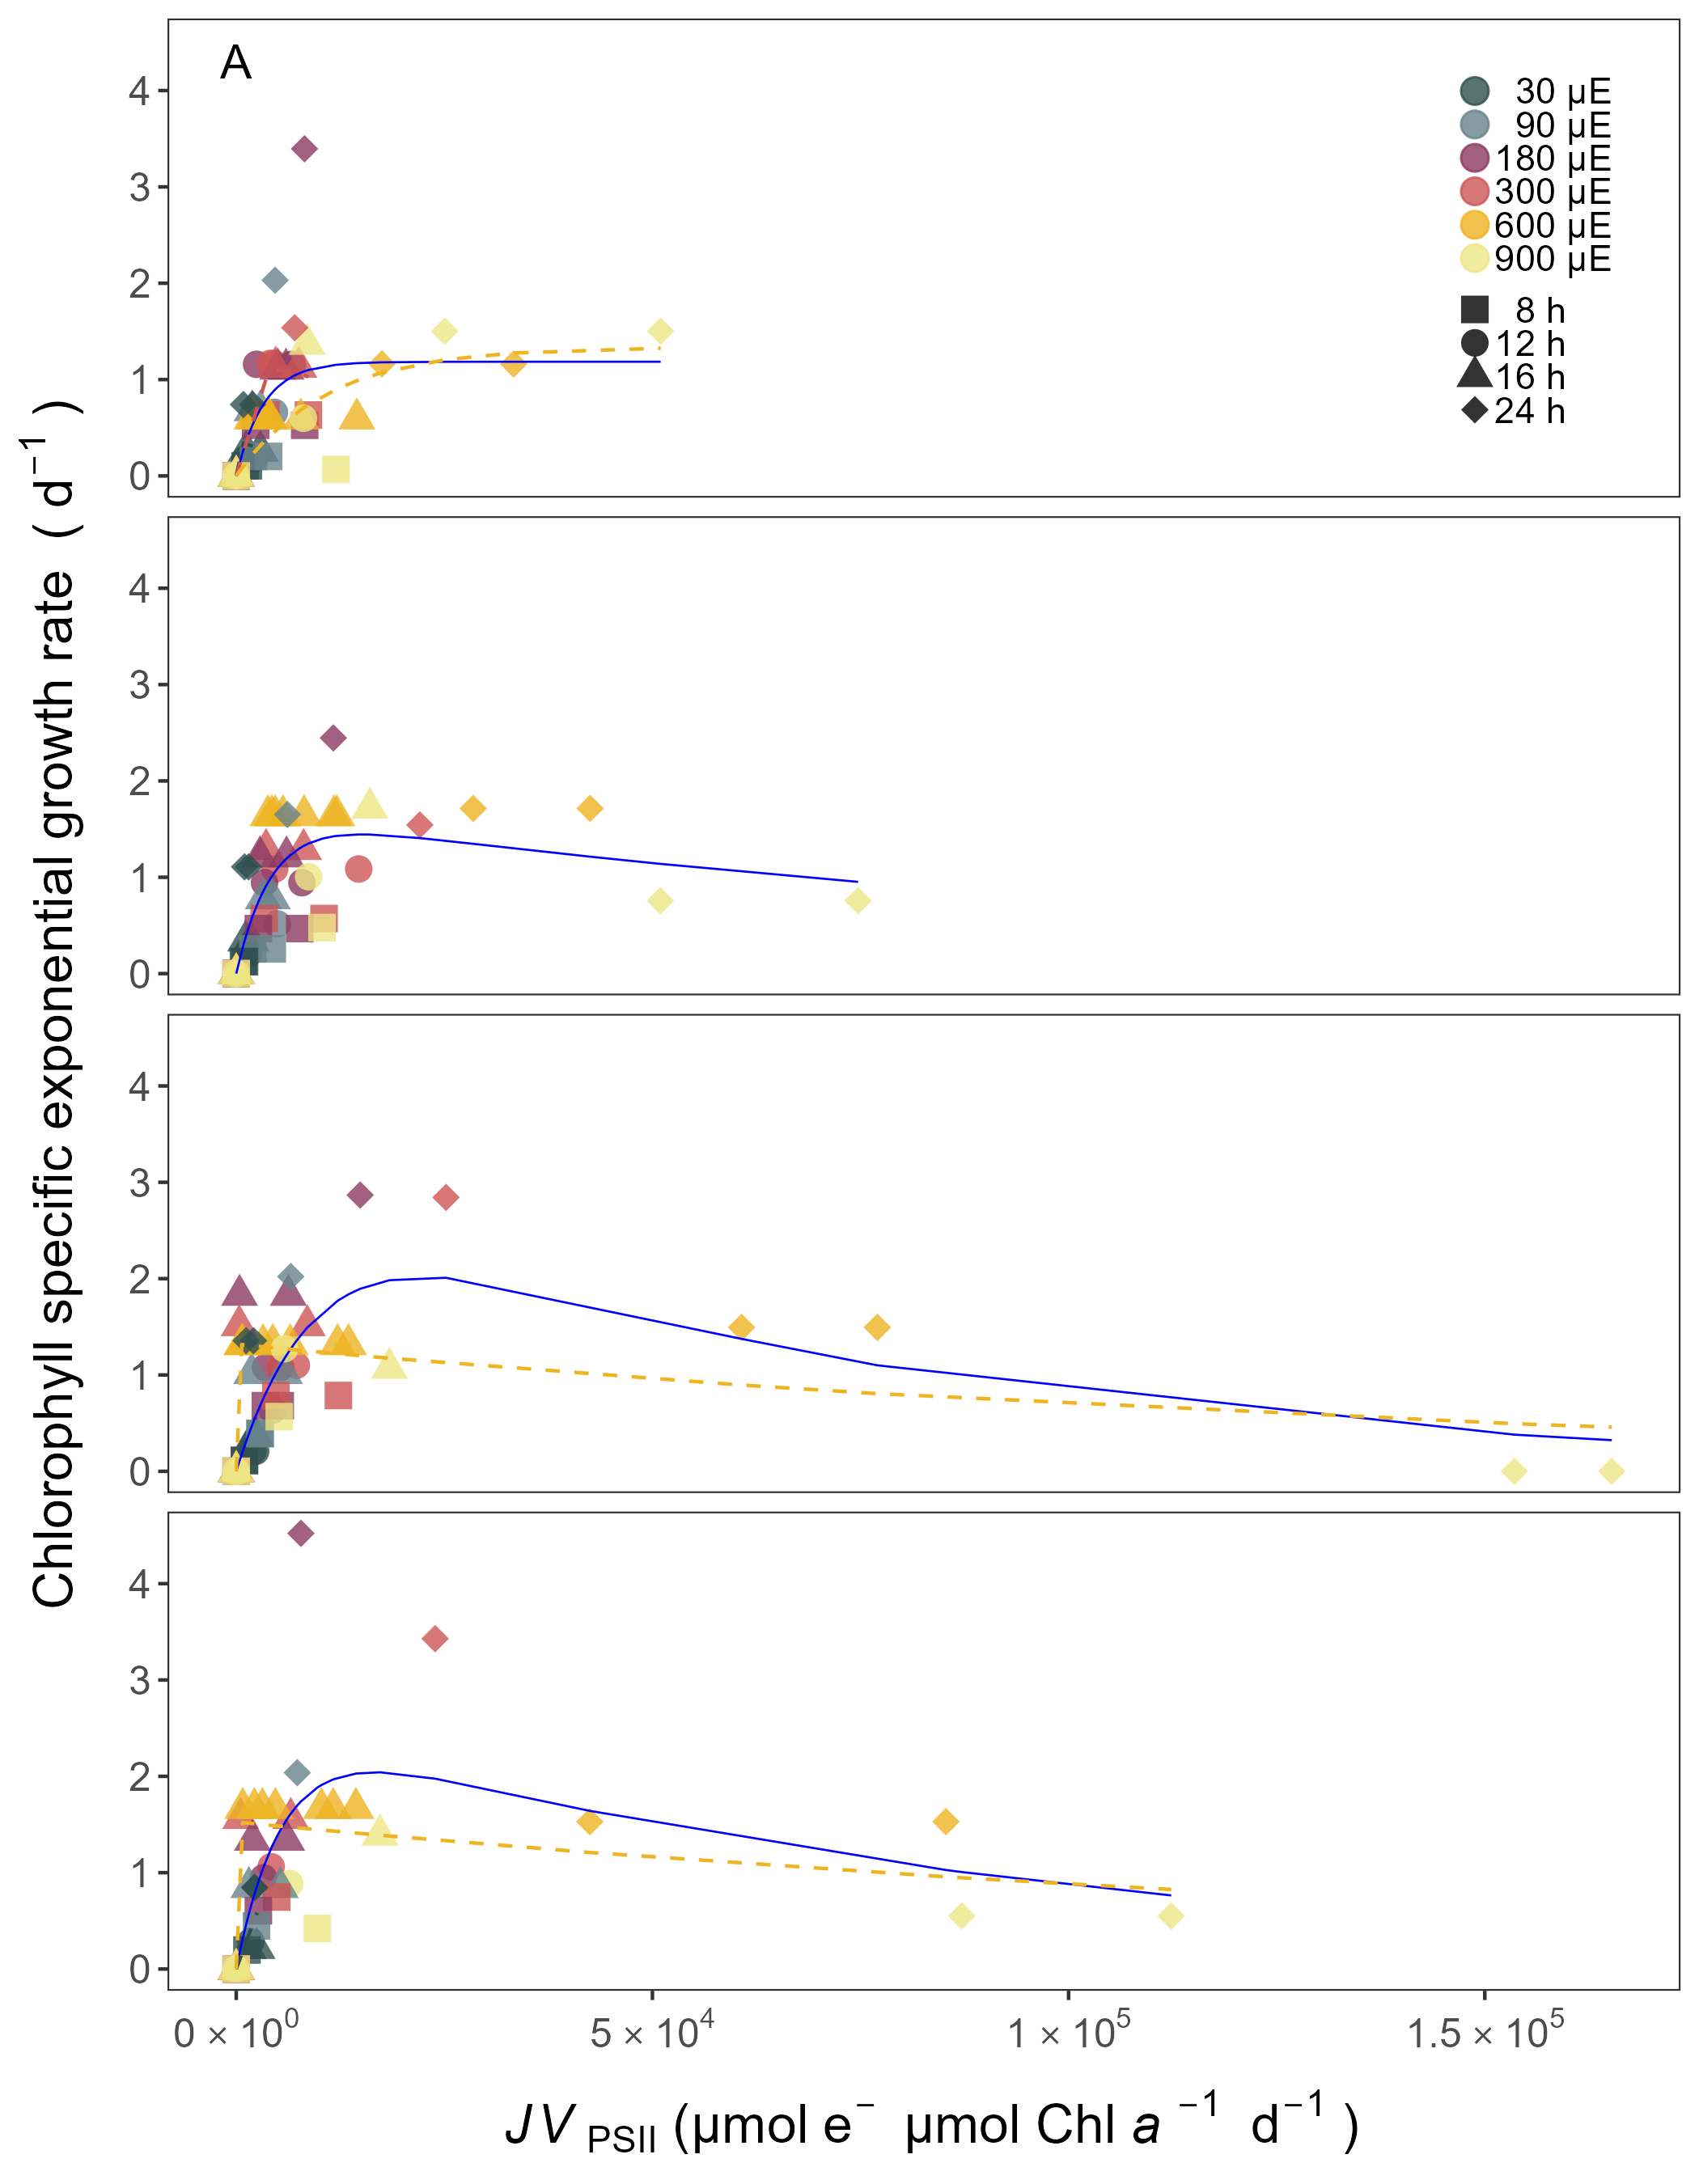 A
30 µE
90 µE
180 µE
300 µE
600 µE
900 µE
8 h
12 h
16 h
24 h
4
3
2
1
0
4
3
2
1
0
4
3
2
1
0
4
3
2
1
0
Chlorophyll specific exponential growth rate ( d⁻¹ )
0 × 10⁰ 5 × 10⁴ 1 × 10⁵ 1.5 × 10⁵
JV PSII (µmol e⁻ µmol Chl a ⁻¹ d⁻¹ )